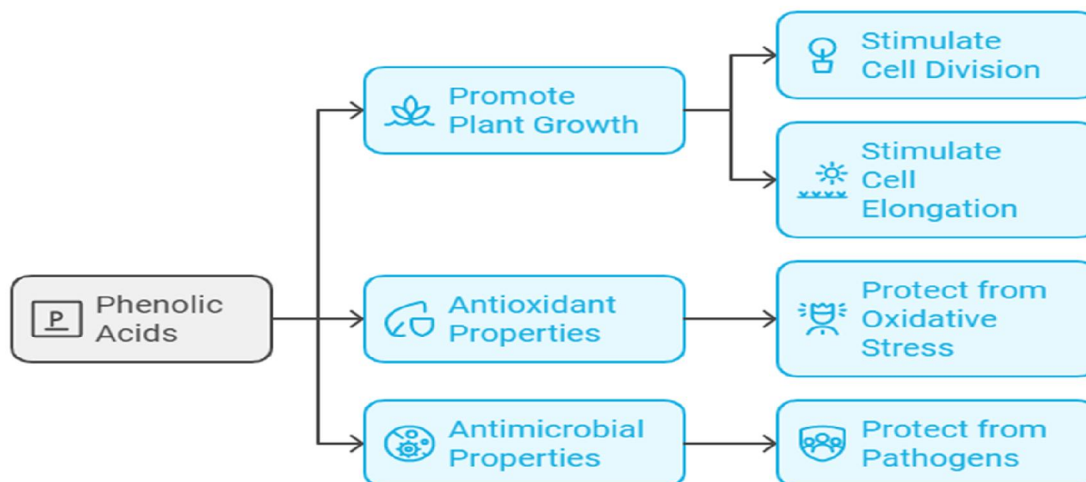 Stimulate
Cell Division
Promote
Plant Growth
Stimulate
Cell
Elongation
P
Phenolic
Acids
Antioxidant
Properties
Protect from
Oxidative
Stress
Antimicrobial
Properties
Protect from
Pathogens